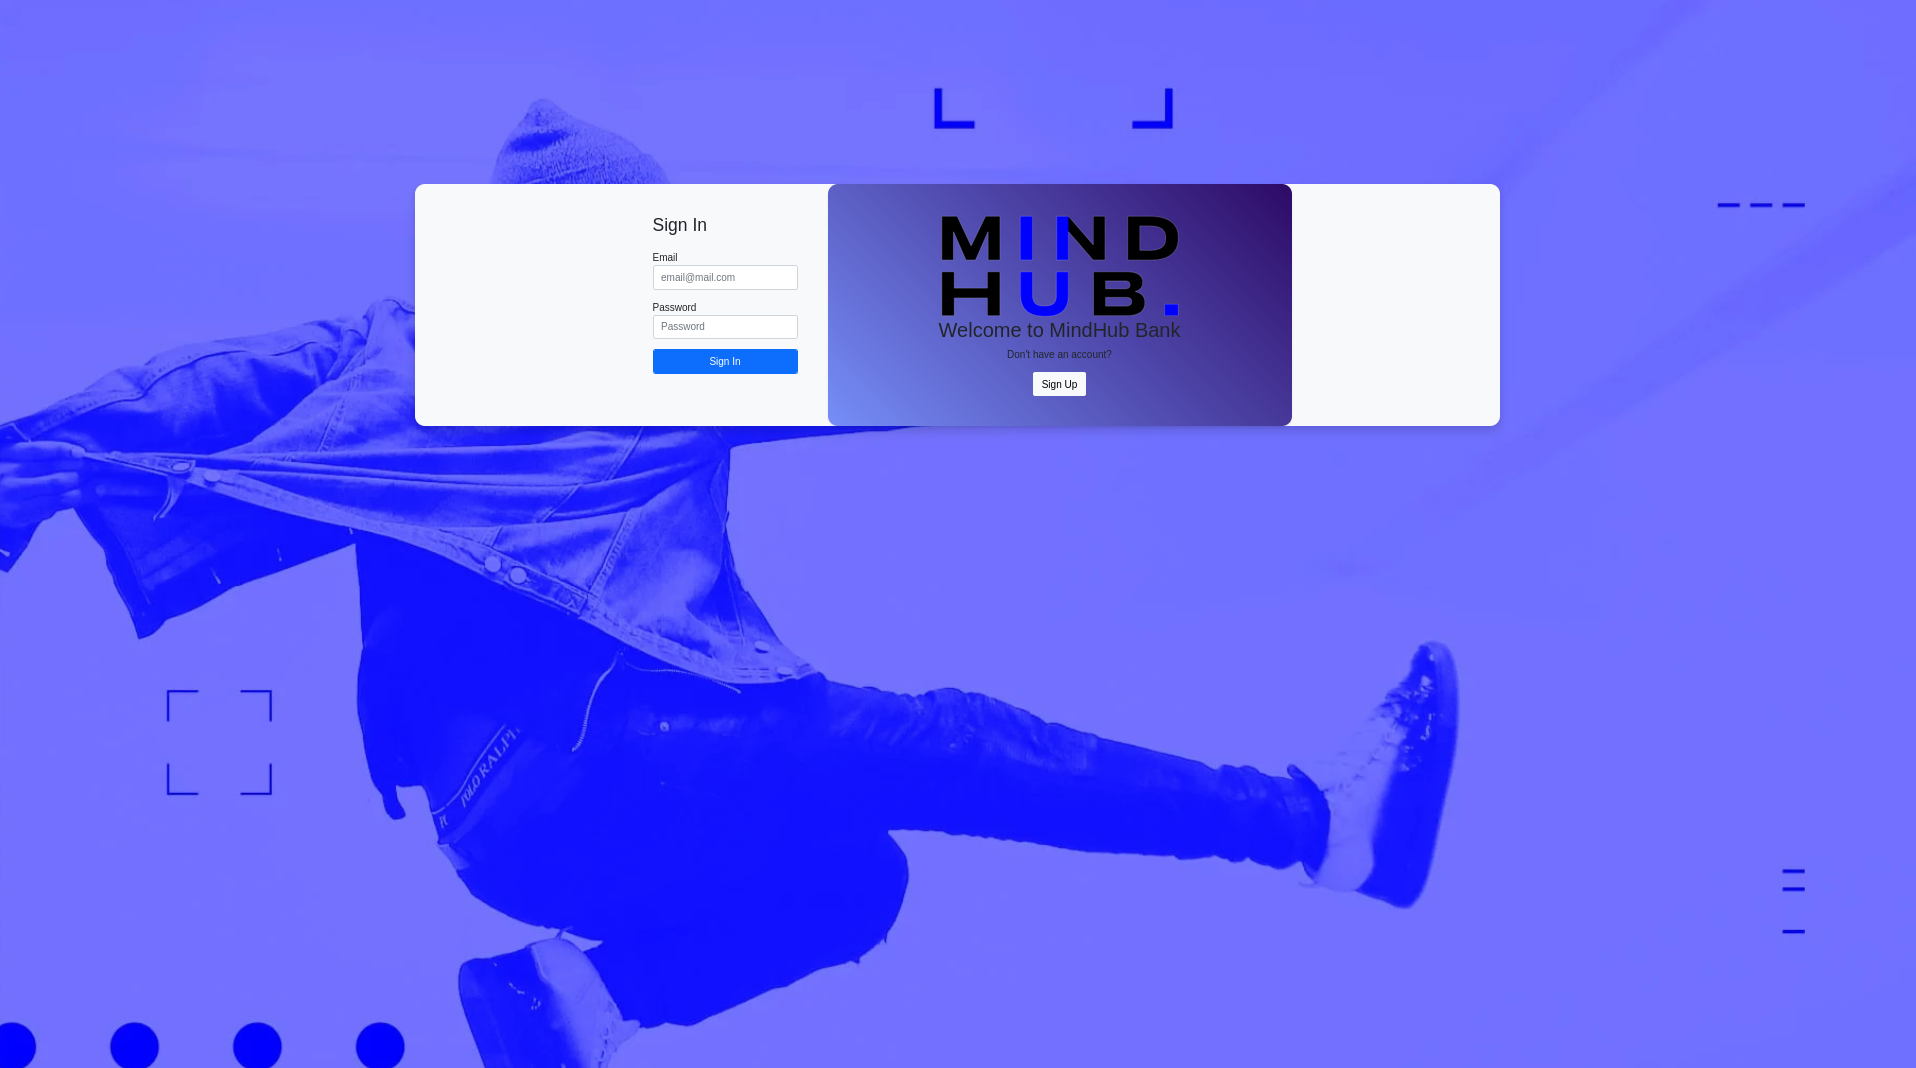 Sign In
Email
email@mail.com
Password
Password
Sign In
MIND
HUB.
Welcome to MindHub Bank
Don't have an account?
Sign Up
POLO RALPH